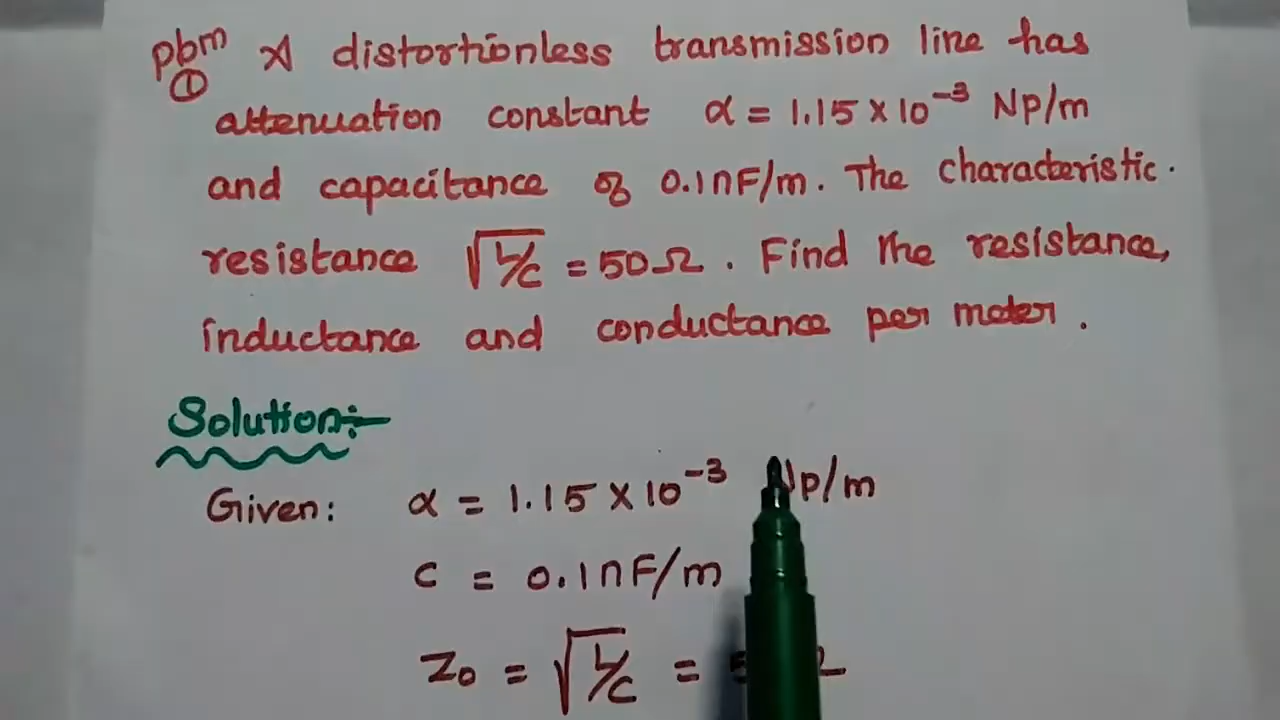 pbm ① A distortionless transmission line has
attenuation constant α = 1.15 × 10⁻³ Np/m
and capacitance of 0.1nF/m. The characteristic
resistance √L/C = 50Ω. Find the resistance,
inductance and conductance per meter.
Solution:-
Given: α = 1.15 × 10⁻³ Np/m
C = 0.1nF/m
Z0 = √L/C =